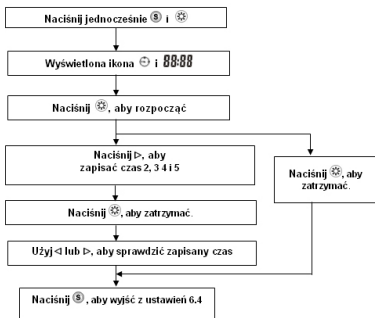 Naciśnij jednocześnie Ⓢ i ☼
Wyświetlona ikona i 88:88
Naciśnij ☼, aby rozpocząć
Naciśnij ▷, aby
zapisać czas 2, 3 4 i 5
Naciśnij ☼, aby
zatrzymać.
Naciśnij ☼, aby zatrzymać.
Użyj ◁ lub ▷, aby sprawdzić zapisany czas
Naciśnij Ⓢ, aby wyjść z ustawień 6.4